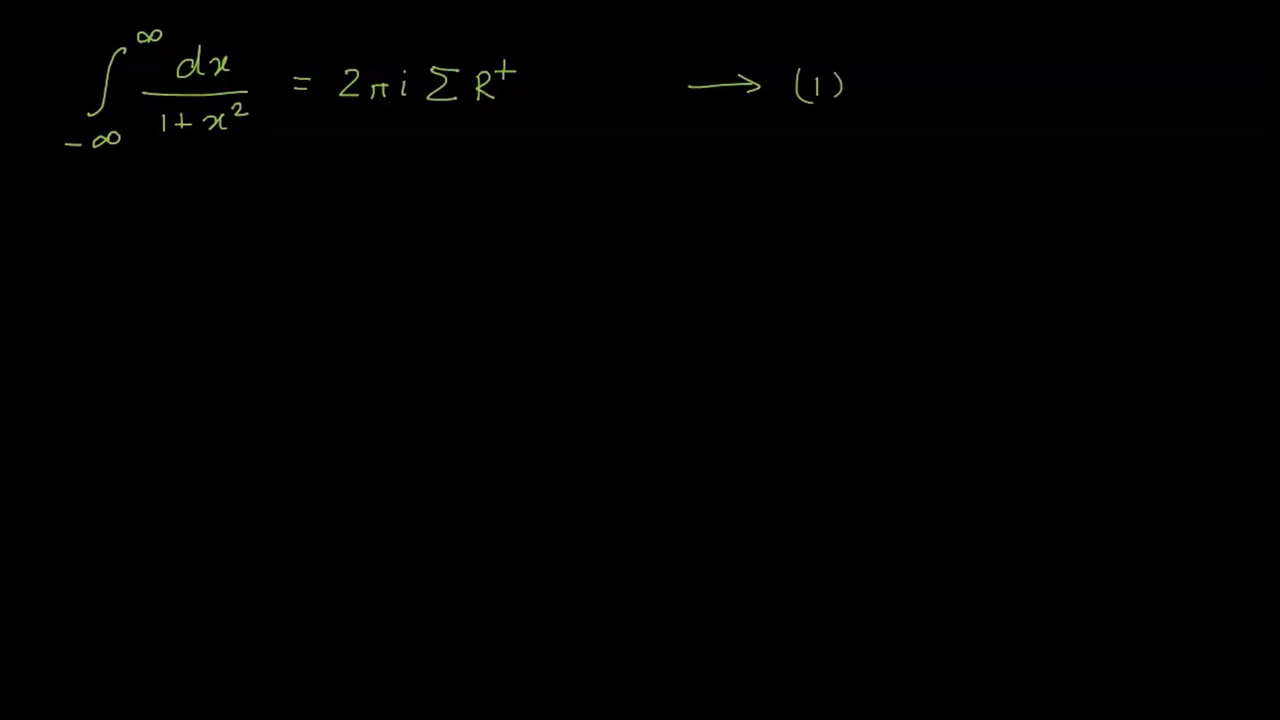 ∫_{-∞}^{∞} dx/(1+x²) = 2πi Σ R⁺ → (1)